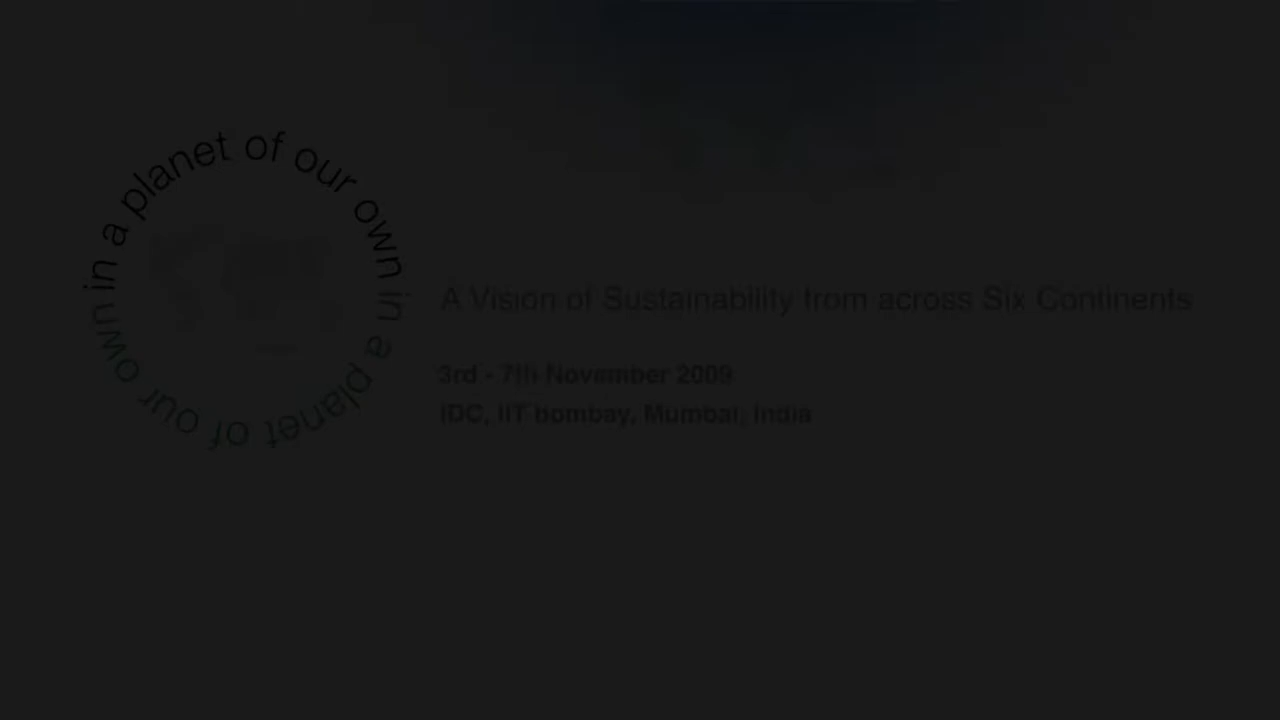 in a planet of our own in a planet of our own
A Vision of Sustainability from across Six Continents
3rd - 7th November 2009
IDC, IIT bombay, Mumbai, India